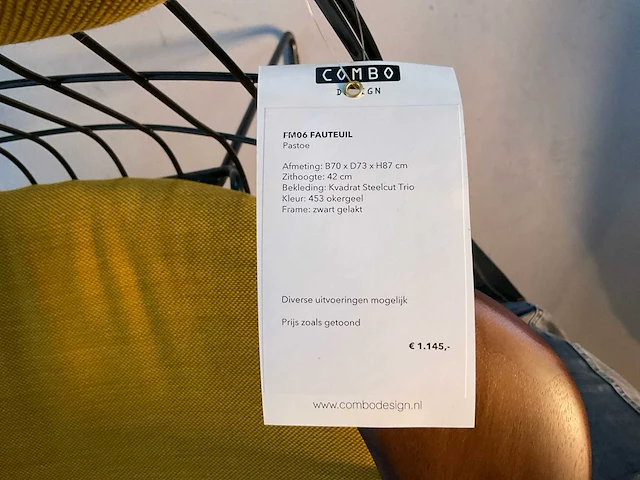 COMBO
DESIGN
FM06 FAUTEUIL
Pastoe
Afmeting: B70 x D73 x H87 cm
Zithoogte: 42 cm
Bekleding: Kvadrat Steelcut Trio
Kleur: 453 okergeel
Frame: zwart gelakt
Diverse uitvoeringen mogelijk
Prijs zoals getoond
€ 1.145,-
www.combodesign.nl